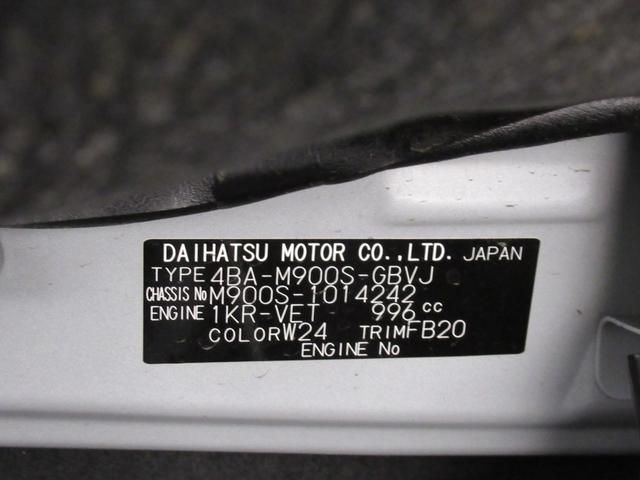 DAIHATSU MOTOR CO.,LTD. JAPAN
TYPE 4BA-M900S-GBVJ
CHASSIS No M900S-1014242
ENGINE 1KR-VET 996 cc
COLOR W24 TRIM FB20
ENGINE No